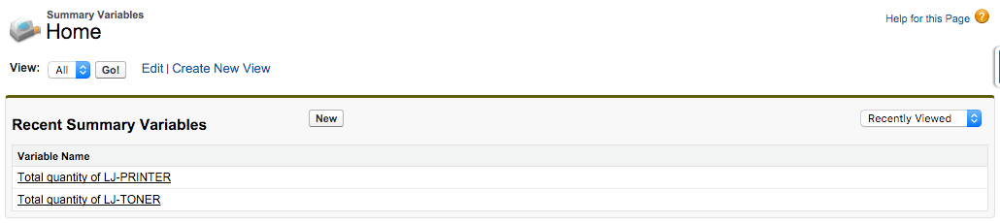 Summary Variables
Home
Help for this Page ?
View: All Go! Edit | Create New View
Recent Summary Variables New Recently Viewed
Variable Name
Total quantity of LJ-PRINTER
Total quantity of LJ-TONER